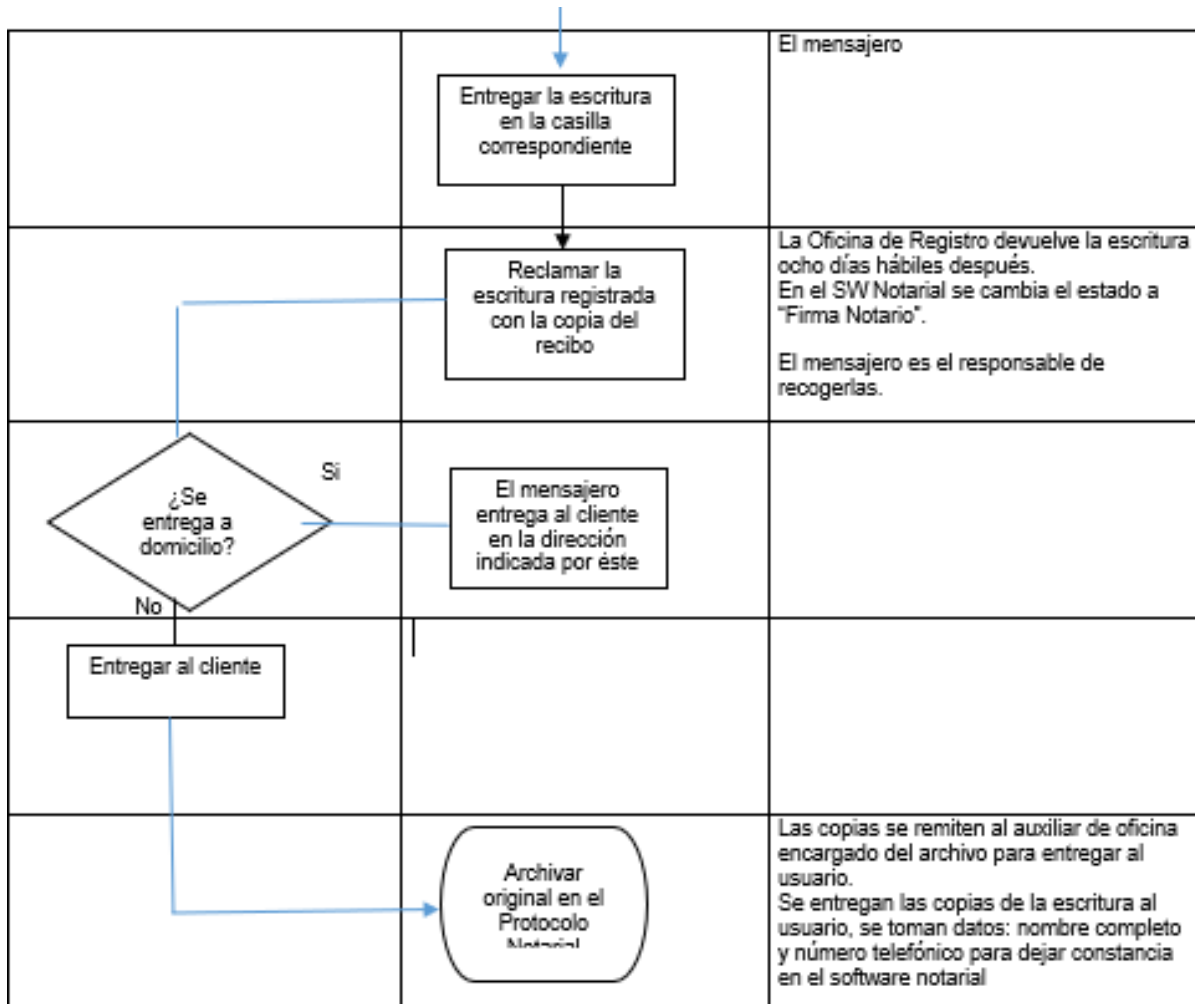 El mensajero
Entregar la escritura
en la casilla
correspondiente
Reclamar la
escritura registrada
con la copia del
recibo
La Oficina de Registro devuelve la escritura
ocho días hábiles después.
En el SW Notarial se cambia el estado a
"Firma Notario".
El mensajero es el responsable de
recogerlas.
¿Se
entrega a
domicilio?
Si
No
El mensajero
entrega al cliente
en la dirección
indicada por éste
Entregar al cliente
Archivar
original en el
Protocolo
Notarial
Las copias se remiten al auxiliar de oficina
encargado del archivo para entregar al
usuario.
Se entregan las copias de la escritura al
usuario, se toman datos: nombre completo
y número telefónico para dejar constancia
en el software notarial